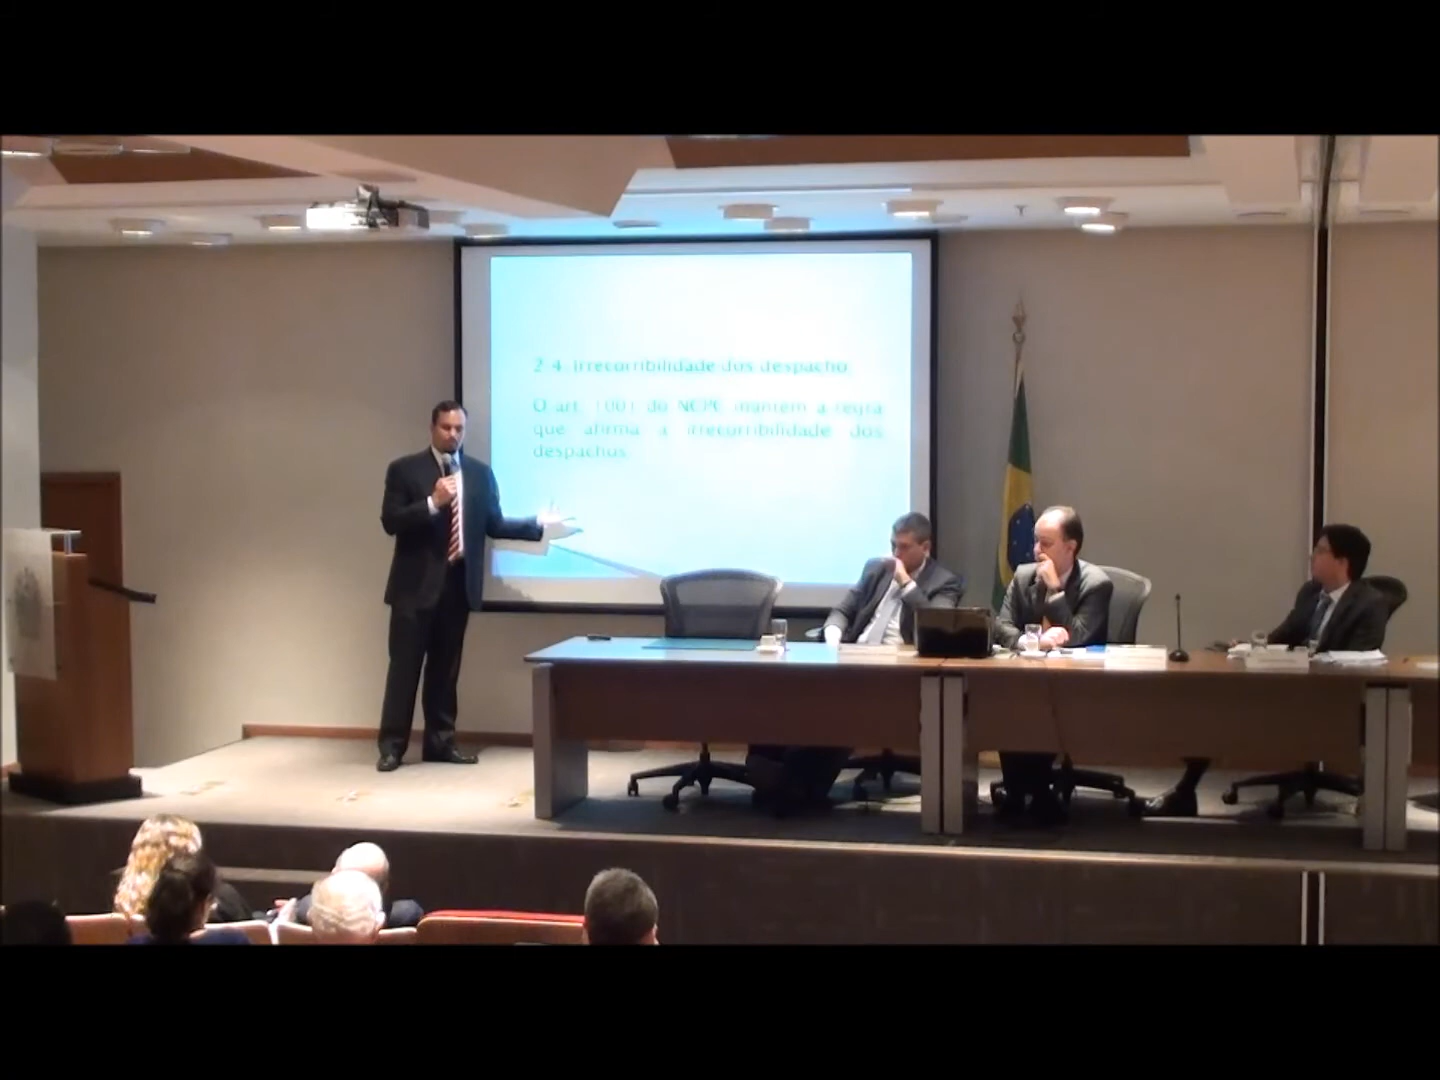 2.4. Irrecorribilidade dos despacho
O art. 1001 do NCPC mantém a regra
que afirma a irrecorribilidade dos
despachos